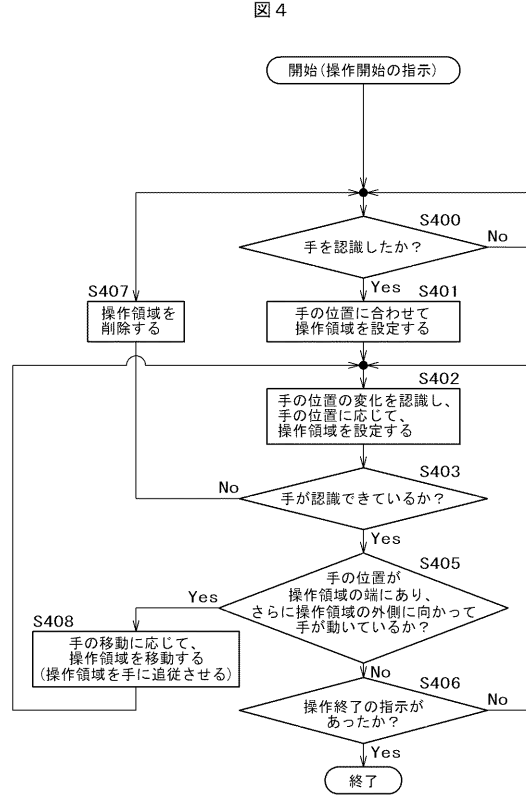 図4
開始(操作開始の指示)
S400
手を認識したか?
No
Yes
S407
操作領域を
削除する
S401
手の位置に合わせて
操作領域を設定する
S402
手の位置の変化を認識し、
手の位置に応じて、
操作領域を設定する
S403
手が認識できているか?
No
Yes
S405
手の位置が
操作領域の端にあり、
さらに操作領域の外側に向かって
手が動いているか?
Yes
No
S408
手の移動に応じて、
操作領域を移動する
(操作領域を手に追従させる)
S406
操作終了の指示が
あったか?
No
Yes
終了